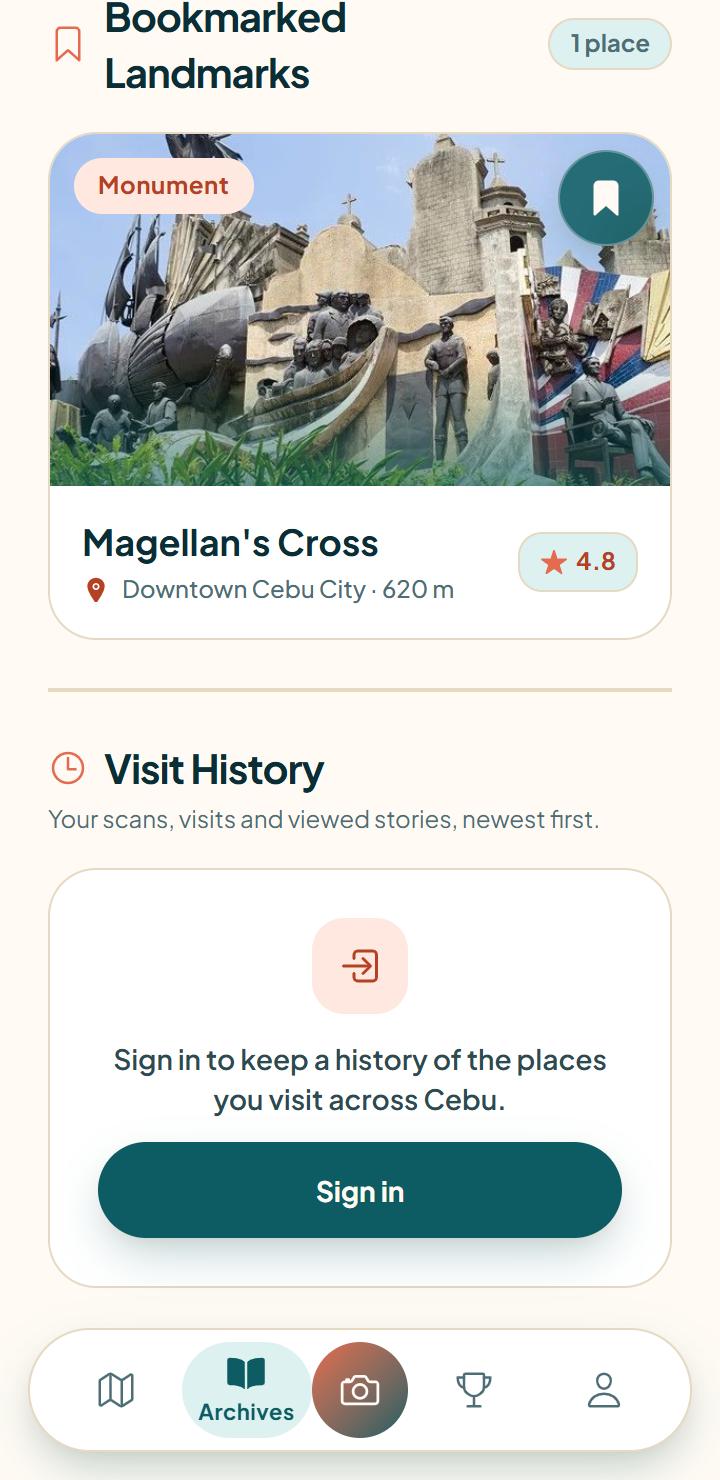 Bookmarked
Landmarks
1 place
Monument
Magellan's Cross
Downtown Cebu City · 620 m
4.8
Visit History
Your scans, visits and viewed stories, newest first.
Sign in to keep a history of the places
you visit across Cebu.
Sign in
Archives